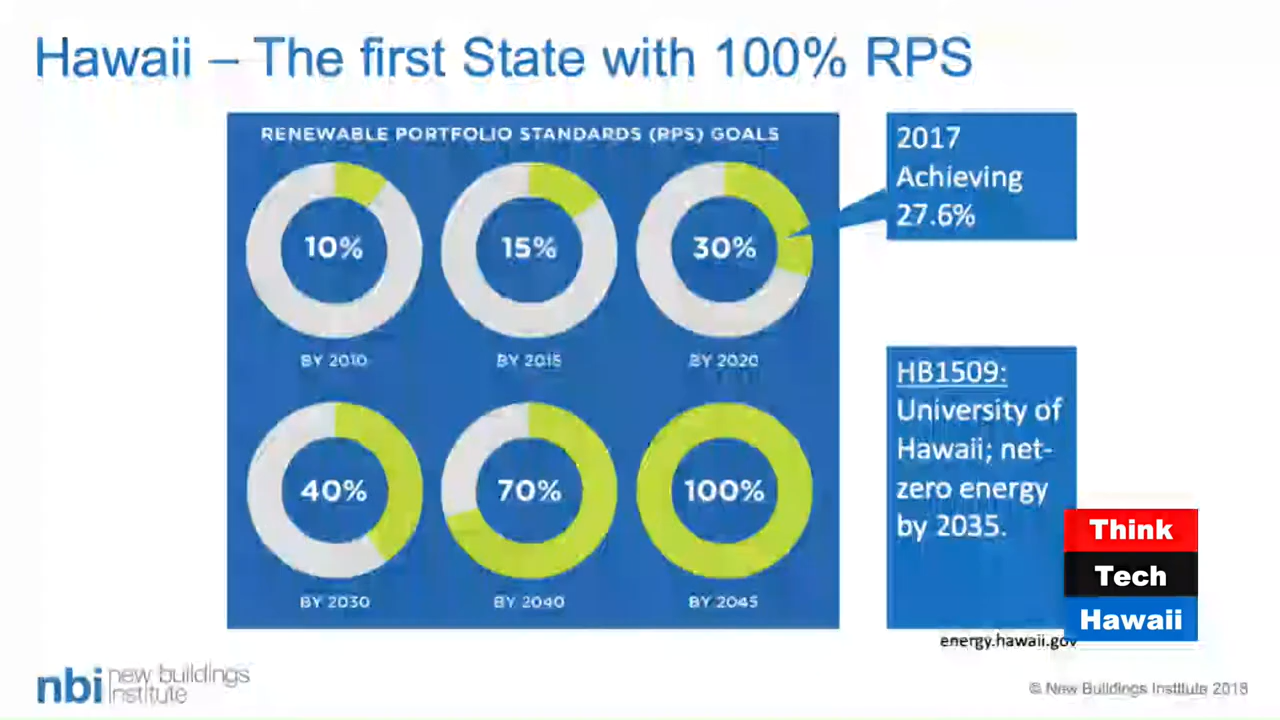 Hawaii – The first State with 100% RPS
RENEWABLE PORTFOLIO STANDARDS (RPS) GOALS
10%
15%
30%
BY 2010
BY 2015
BY 2020
2017
Achieving
27.6%
40%
70%
100%
BY 2030
BY 2040
BY 2045
HB1509:
University of
Hawaii; net-
zero energy
by 2035.
Think
Tech
Hawaii
energy.hawaii.gov
nbi new buildings
institute
© New Buildings Institute 2018